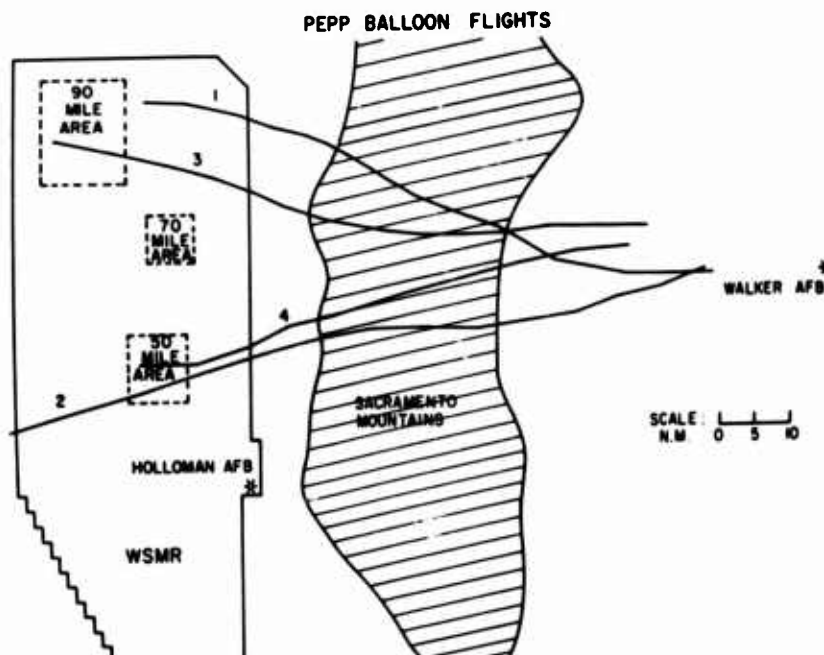 PEPP BALLOON FLIGHTS
90
MILE
AREA
1
3
70
MILE
AREA
WALKER AFB
4
50
MILE
AREA
2
SACRAMENTO
MOUNTAINS
SCALE:
N.M. 0 5 10
HOLLOMAN AFB
WSMR